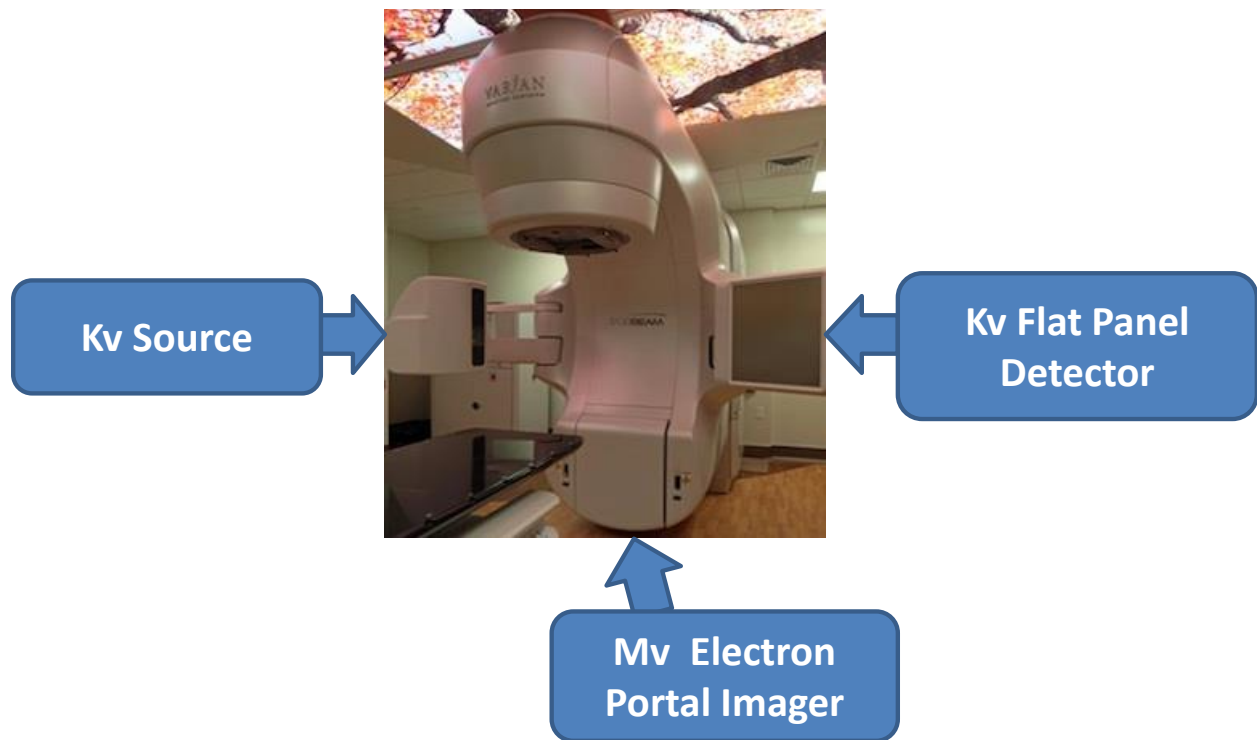 VARIAN
Kv Source
Kv Flat Panel
Detector
Mv  Electron
Portal Imager